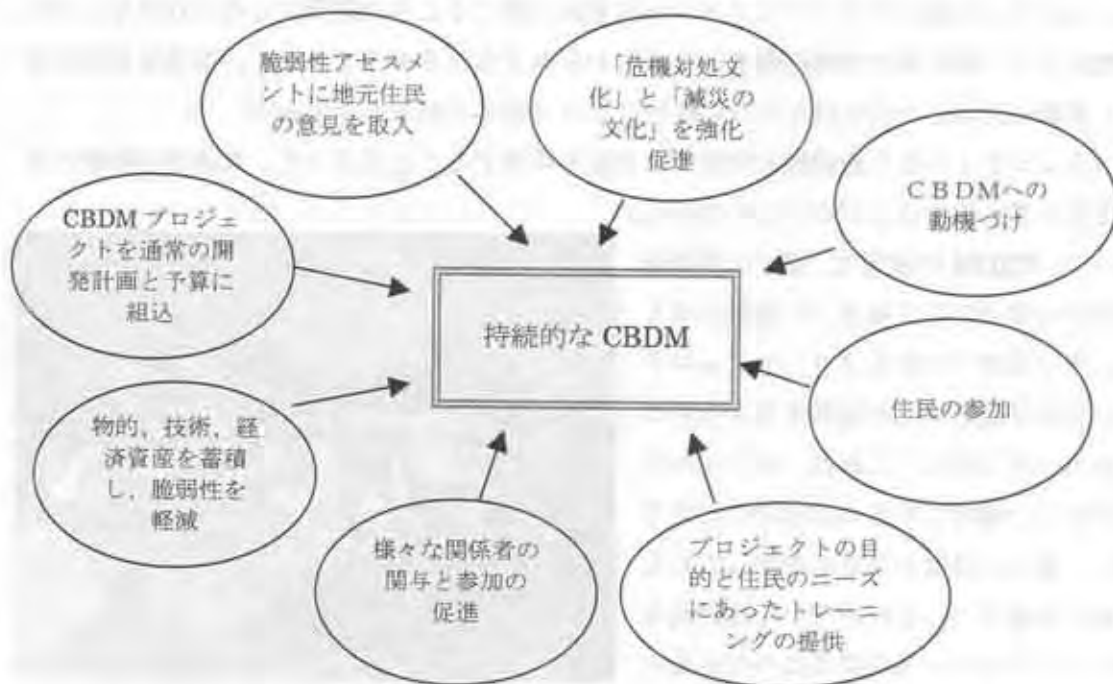 脆弱性アセスメ
ントに地元住民
の意見を取入
「危機対処文
化」と「減災の
文化」を強化
促進
ＣＢＤＭへの
動機づけ
CBDM プロジェ
クトを通常の開
発計画と予算に
組込
持続的な CBDM
住民の参加
物的、技術、経
済資産を蓄積
し、脆弱性を
軽減
様々な関係者の
関与と参加の
促進
プロジェクトの目
的と住民のニーズ
にあったトレーニ
ングの提供